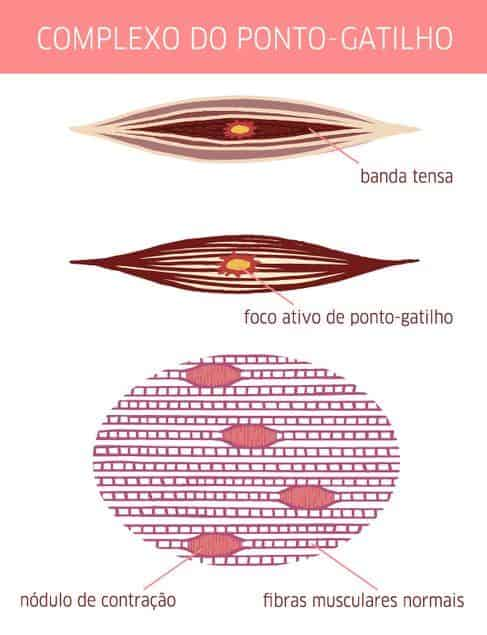 COMPLEXO DO PONTO-GATILHO
banda tensa
foco ativo de ponto-gatilho
nódulo de contração
fibras musculares normais